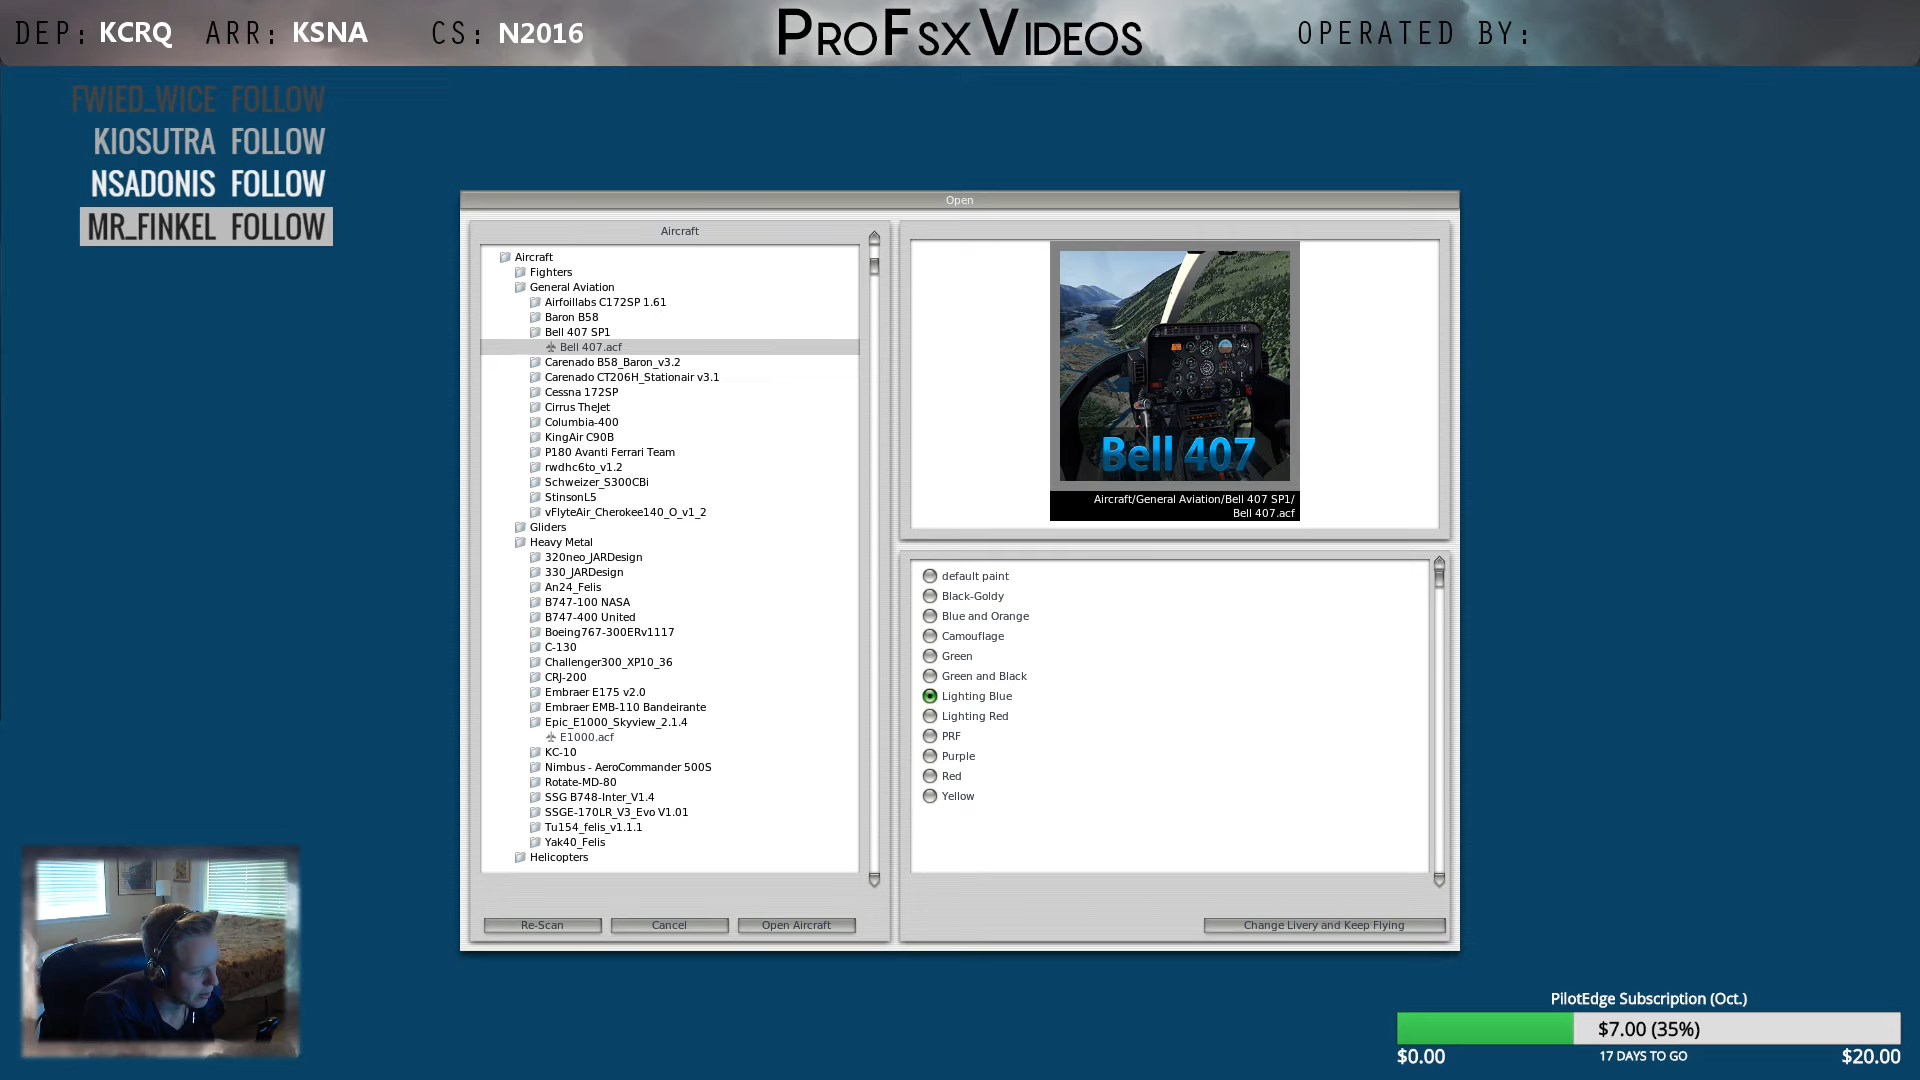 DEP: KCRQ ARR: KSNA CS: N2016 PROFSXVIDEOS OPERATED BY:
FWIED_WICE FOLLOW
KIOSUTRA FOLLOW
NSADONIS FOLLOW
MR_FINKEL FOLLOW
Open
Aircraft
Aircraft
Fighters
General Aviation
Airfoillabs C172SP 1.61
Baron B58
Bell 407 SP1
Bell 407.acf
Carenado B58_Baron_v3.2
Carenado CT206H_Stationair v3.1
Cessna 172SP
Cirrus TheJet
Columbia-400
KingAir C90B
P180 Avanti Ferrari Team
rwdhc6to_v1.2
Schweizer_S300CBi
StinsonL5
vFlyteAir_Cherokee140_O_v1_2
Gliders
Heavy Metal
320neo_JARDesign
330_JARDesign
An24_Felis
B747-100 NASA
B747-400 United
Boeing767-300ERv1117
C-130
Challenger300_XP10_36
CRJ-200
Embraer E175 v2.0
Embraer EMB-110 Bandeirante
Epic_E1000_Skyview_2.1.4
E1000.acf
KC-10
Nimbus - AeroCommander 500S
Rotate-MD-80
SSG B748-Inter_V1.4
SSGE-170LR_V3_Evo V1.01
Tu154_felis_v1.1.1
Yak40_Felis
Helicopters
Re-Scan Cancel Open Aircraft
Bell 407
Aircraft/General Aviation/Bell 407 SP1/
Bell 407.acf
default paint
Black-Goldy
Blue and Orange
Camouflage
Green
Green and Black
Lighting Blue
Lighting Red
PRF
Purple
Red
Yellow
Change Livery and Keep Flying
PilotEdge Subscription (Oct.)
$7.00 (35%)
$0.00 17 DAYS TO GO $20.00